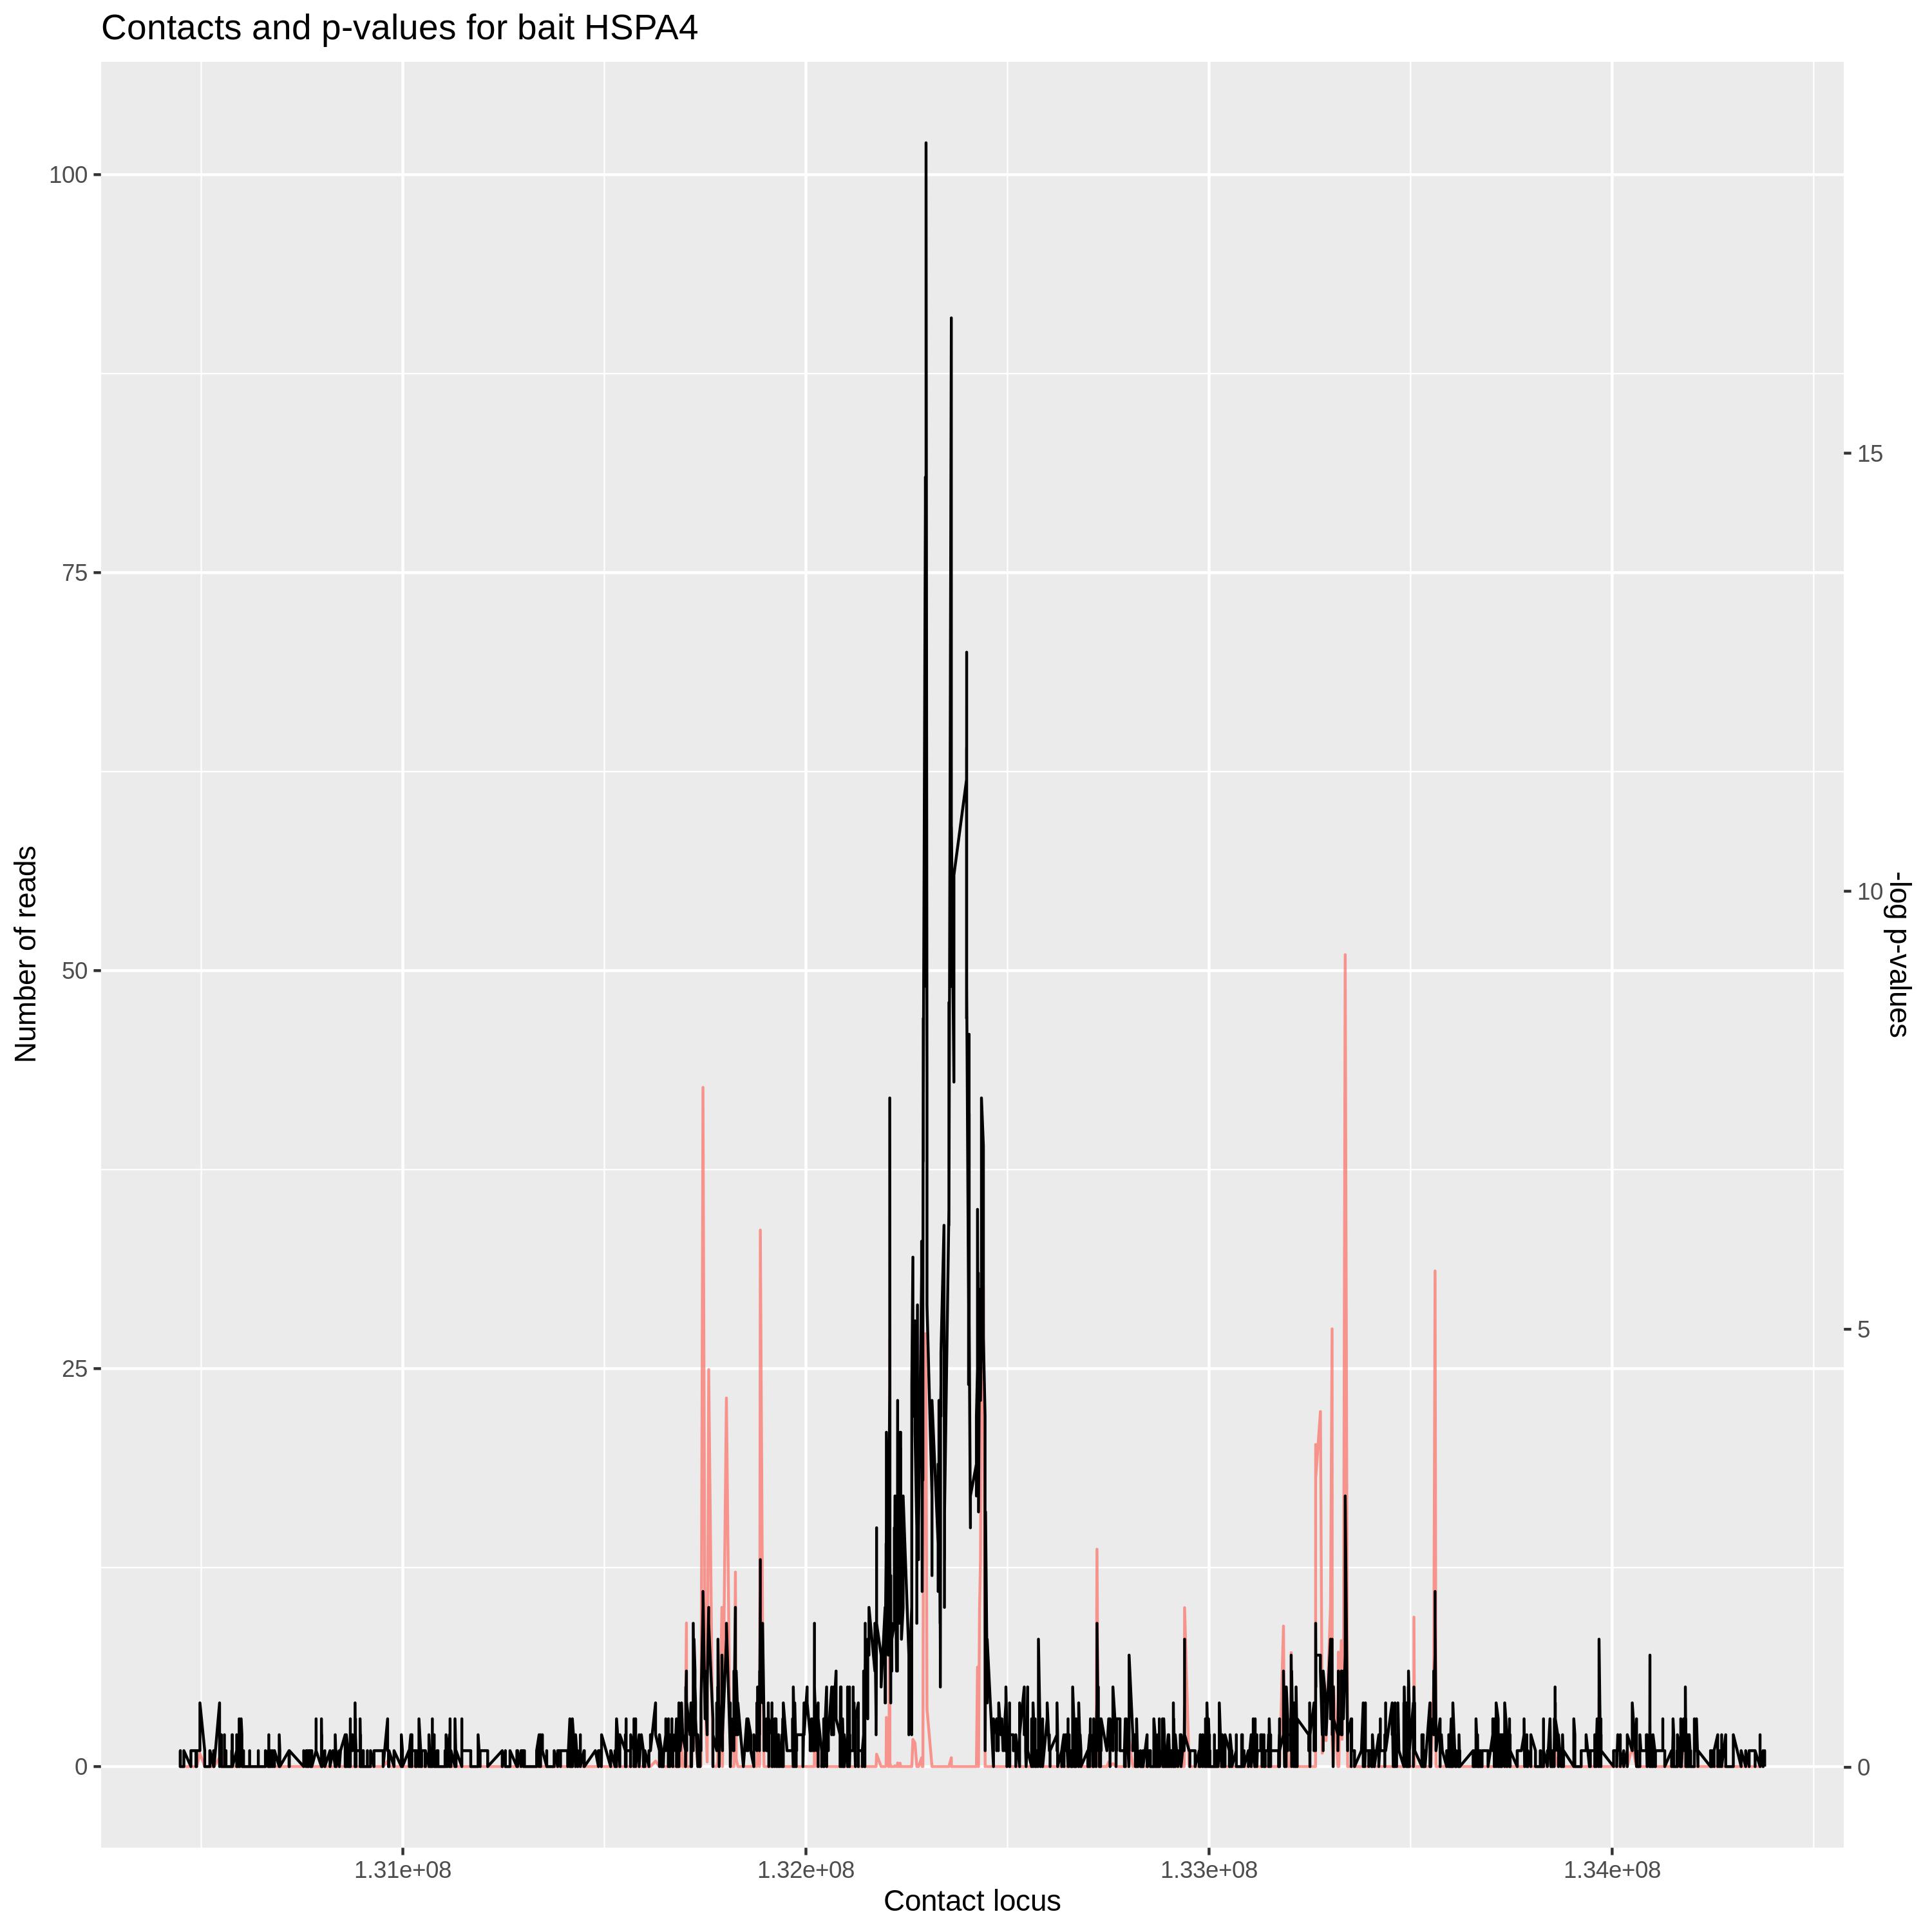 Contacts and p-values for bait HSPA4
100
75
50
25
0
Number of reads
15
10
5
0
-log p-values
1.31e+08
1.32e+08
1.33e+08
1.34e+08
Contact locus